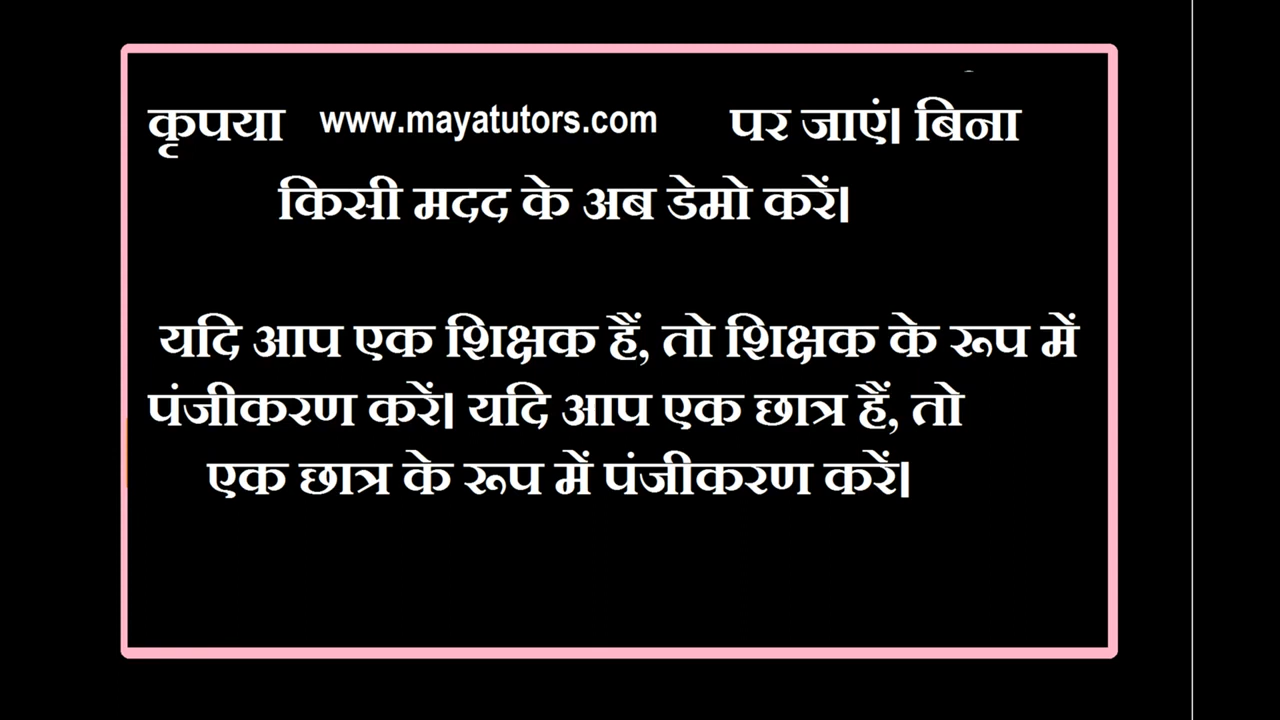 कृपया www.mayatutors.com पर जाएं। बिना
किसी मदद के अब डेमो करें।
यदि आप एक शिक्षक हैं, तो शिक्षक के रूप में
पंजीकरण करें। यदि आप एक छात्र हैं, तो
एक छात्र के रूप में पंजीकरण करें।